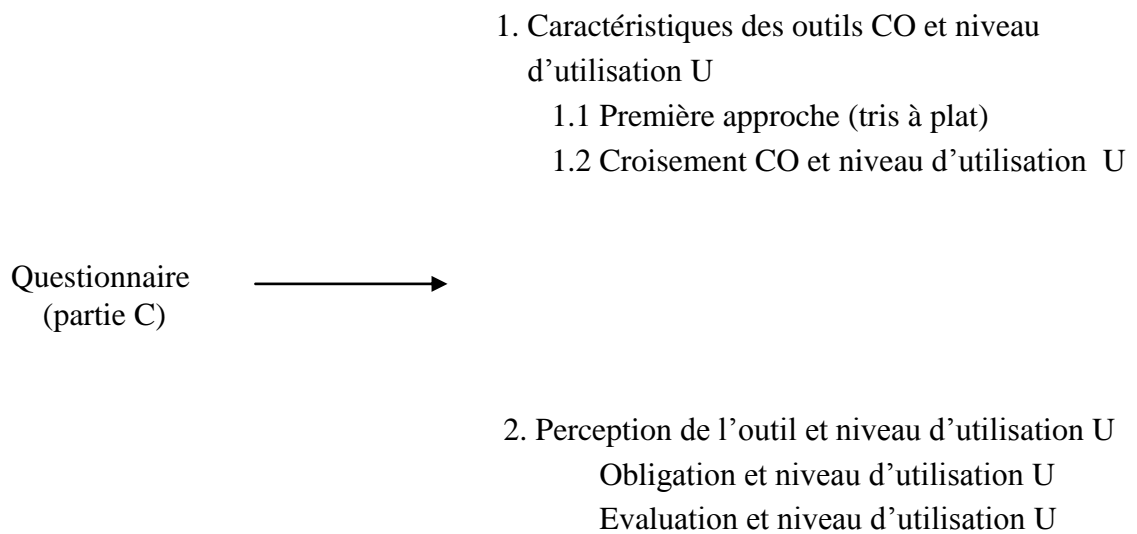 1. Caractéristiques des outils CO et niveau
d’utilisation U
1.1 Première approche (tris à plat)
1.2 Croisement CO et niveau d’utilisation U
Questionnaire
(partie C)
2. Perception de l’outil et niveau d’utilisation U
Obligation et niveau d’utilisation U
Evaluation et niveau d’utilisation U